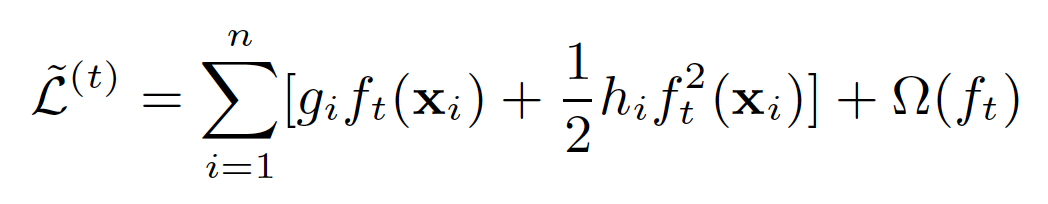 $\tilde{\mathcal{L}}^{(t)} = \sum_{i=1}^{n} [g_i f_t(\mathbf{x}_i) + \frac{1}{2} h_i f_t^2(\mathbf{x}_i)] + \Omega(f_t)$